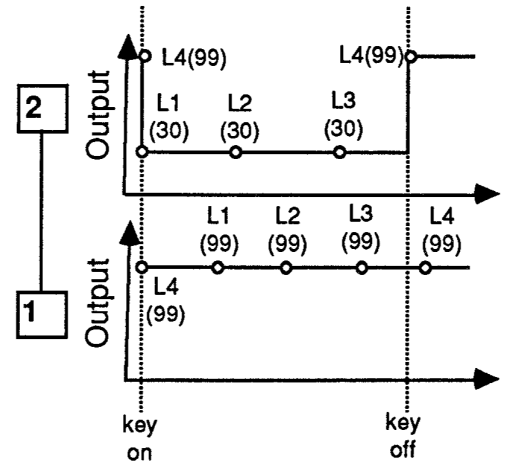 L4(99)
L4(99)
2
Output
L1
L2
L3
(30)
(30)
(30)
L1
L2
L3
L4
(99)
(99)
(99)
(99)
Output
1
L4
(99)
key
on
key
off